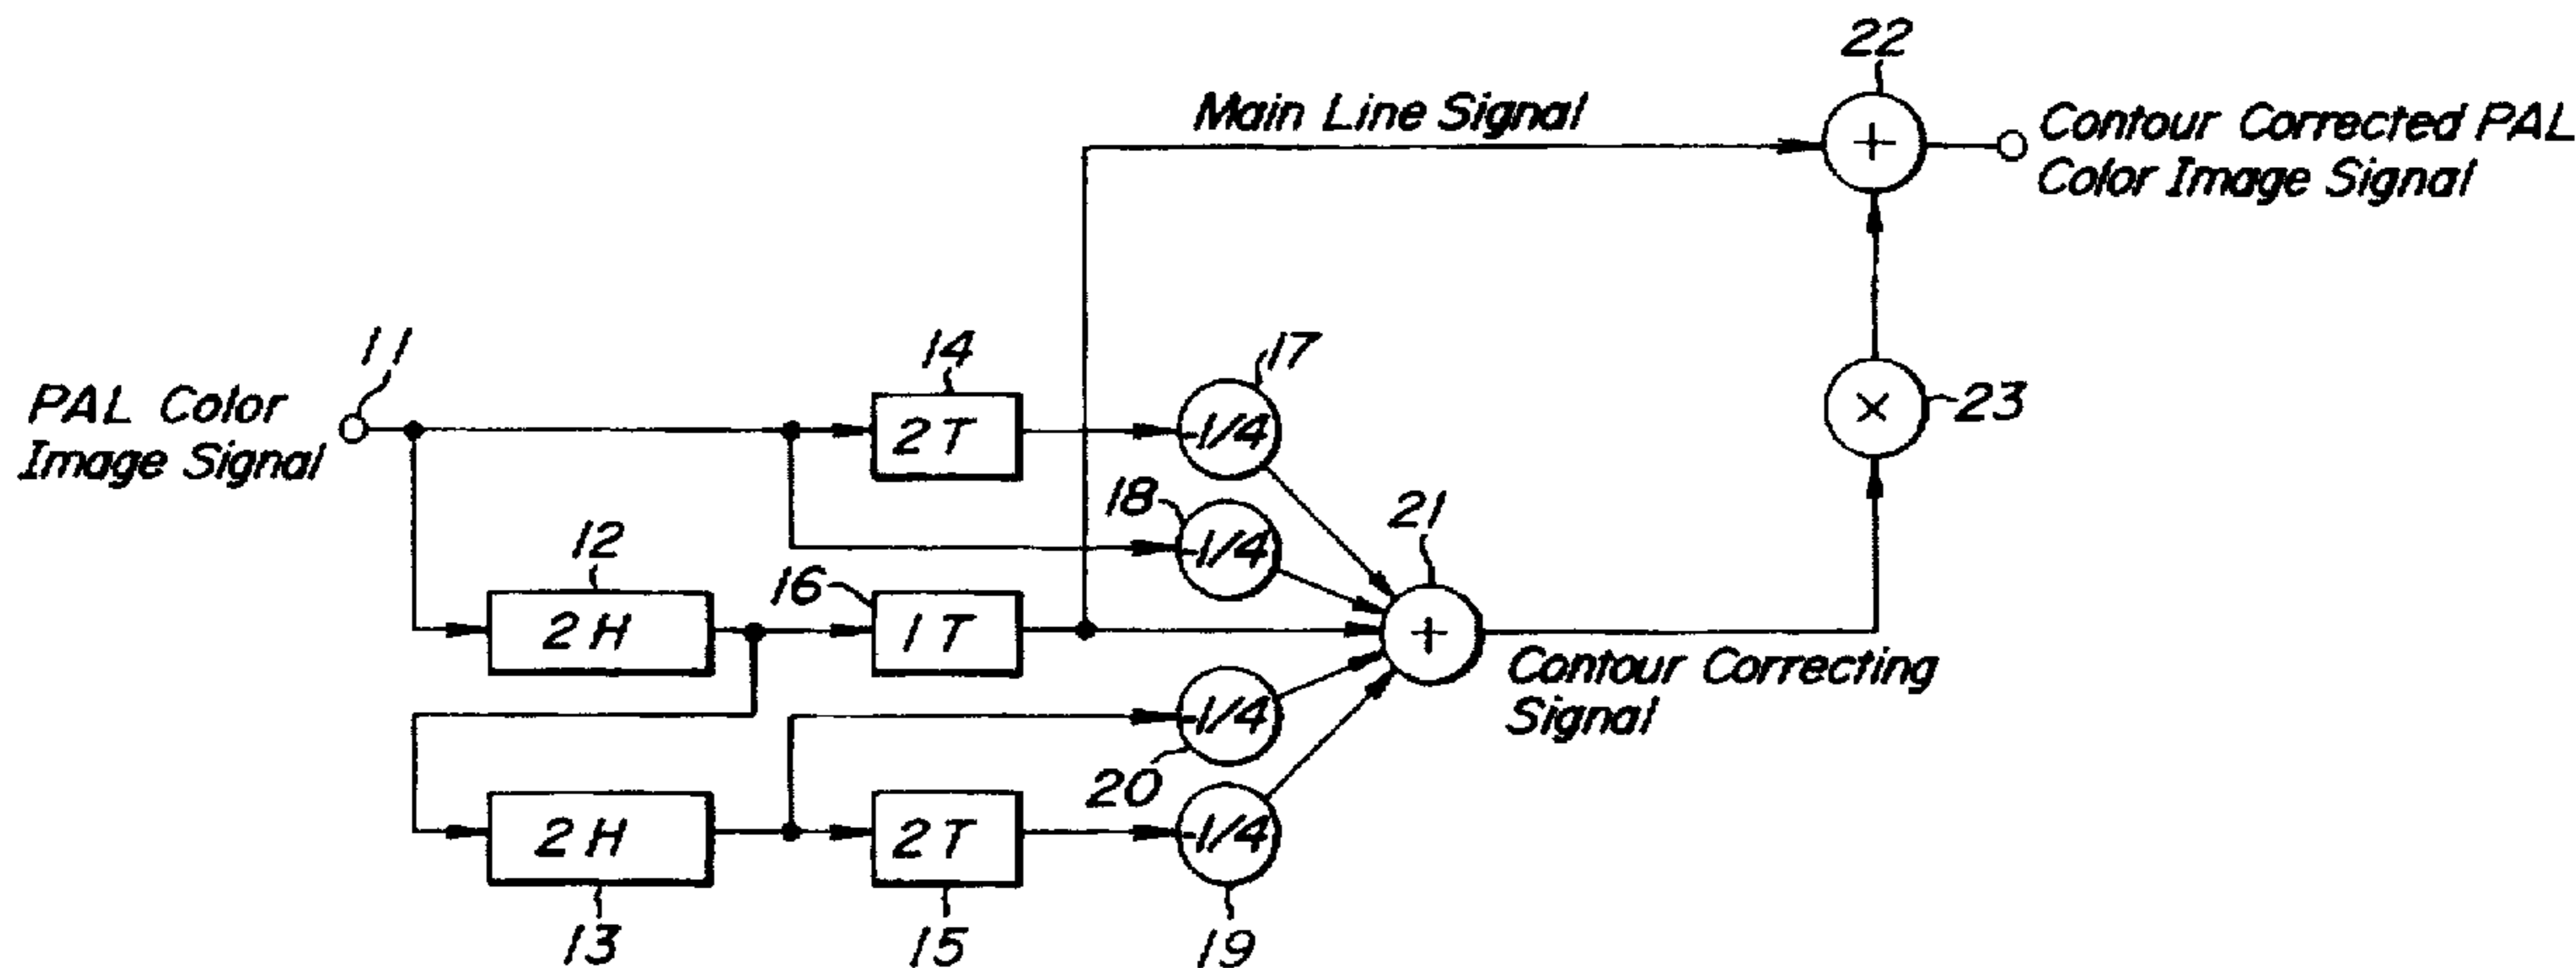 22
Main Line Signal
+
Contour Corrected PAL
Color Image Signal
11
14
17
PAL Color
Image Signal
2T
-1/4
×
23
18
21
12
16
-1/4
2H
1T
+
Contour Correcting
Signal
-1/4
20
2H
2T
-1/4
13
15
19